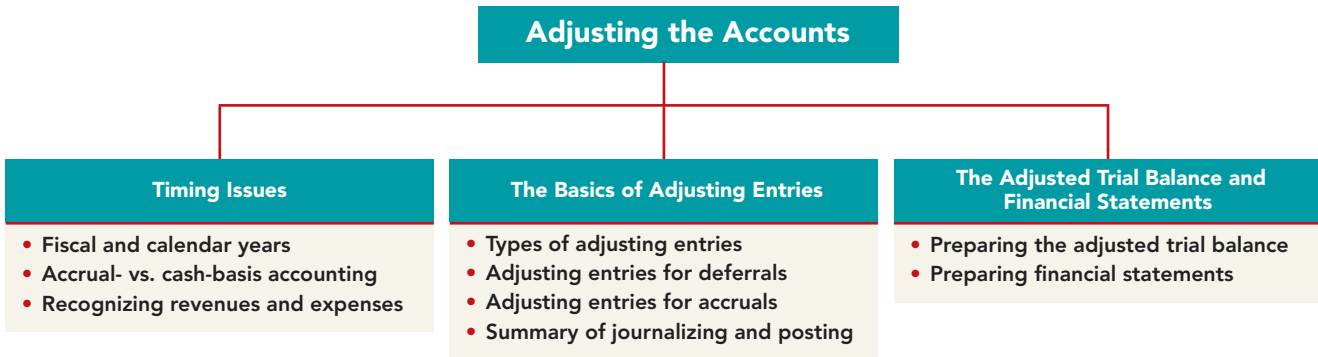 Adjusting the Accounts
Timing Issues
• Fiscal and calendar years
• Accrual- vs. cash-basis accounting
• Recognizing revenues and expenses
The Basics of Adjusting Entries
• Types of adjusting entries
• Adjusting entries for deferrals
• Adjusting entries for accruals
• Summary of journalizing and posting
The Adjusted Trial Balance and
Financial Statements
• Preparing the adjusted trial balance
• Preparing financial statements